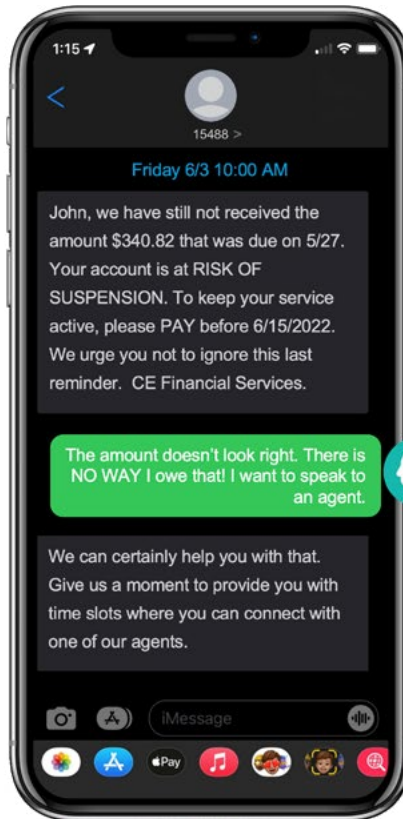 1:15
15488 >
Friday 6/3 10:00 AM
John, we have still not received the
amount $340.82 that was due on 5/27.
Your account is at RISK OF
SUSPENSION. To keep your service
active, please PAY before 6/15/2022.
We urge you not to ignore this last
reminder. CE Financial Services.
The amount doesn't look right. There is
NO WAY I owe that! I want to speak to
an agent.
We can certainly help you with that.
Give us a moment to provide you with
time slots where you can connect with
one of our agents.
iMessage
Pay